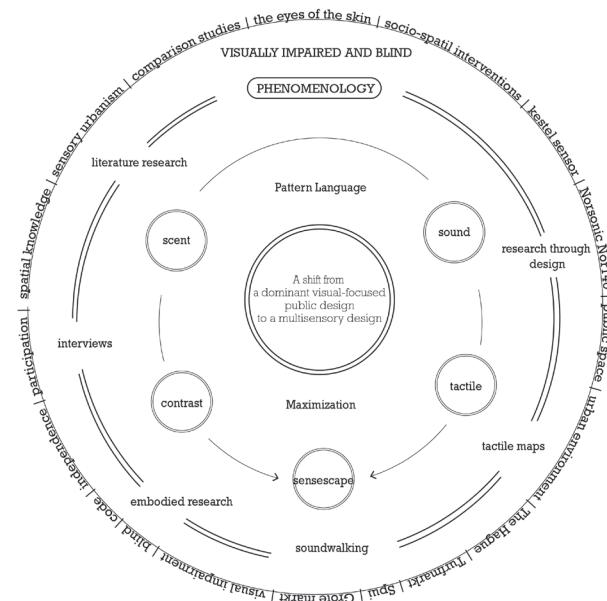 spatial knowledge | sensory urbanism | comparison studies | the eyes of the skin | socio-spatil interventions | kestel sensor | Norsonic Nor140 | public space | urban environment | The Hague | Turfmarkt | Spui | Grote markt | visual impairment | blind | code | independence | participation |
VISUALLY IMPAIRED AND BLIND
PHENOMENOLOGY
literature research
Pattern Language
scent
sound
research through
design
A shift from
a dominant visual-focused
public design
to a multisensory design
interviews
contrast
tactile
Maximization
tactile maps
sensescape
embodied research
soundwalking